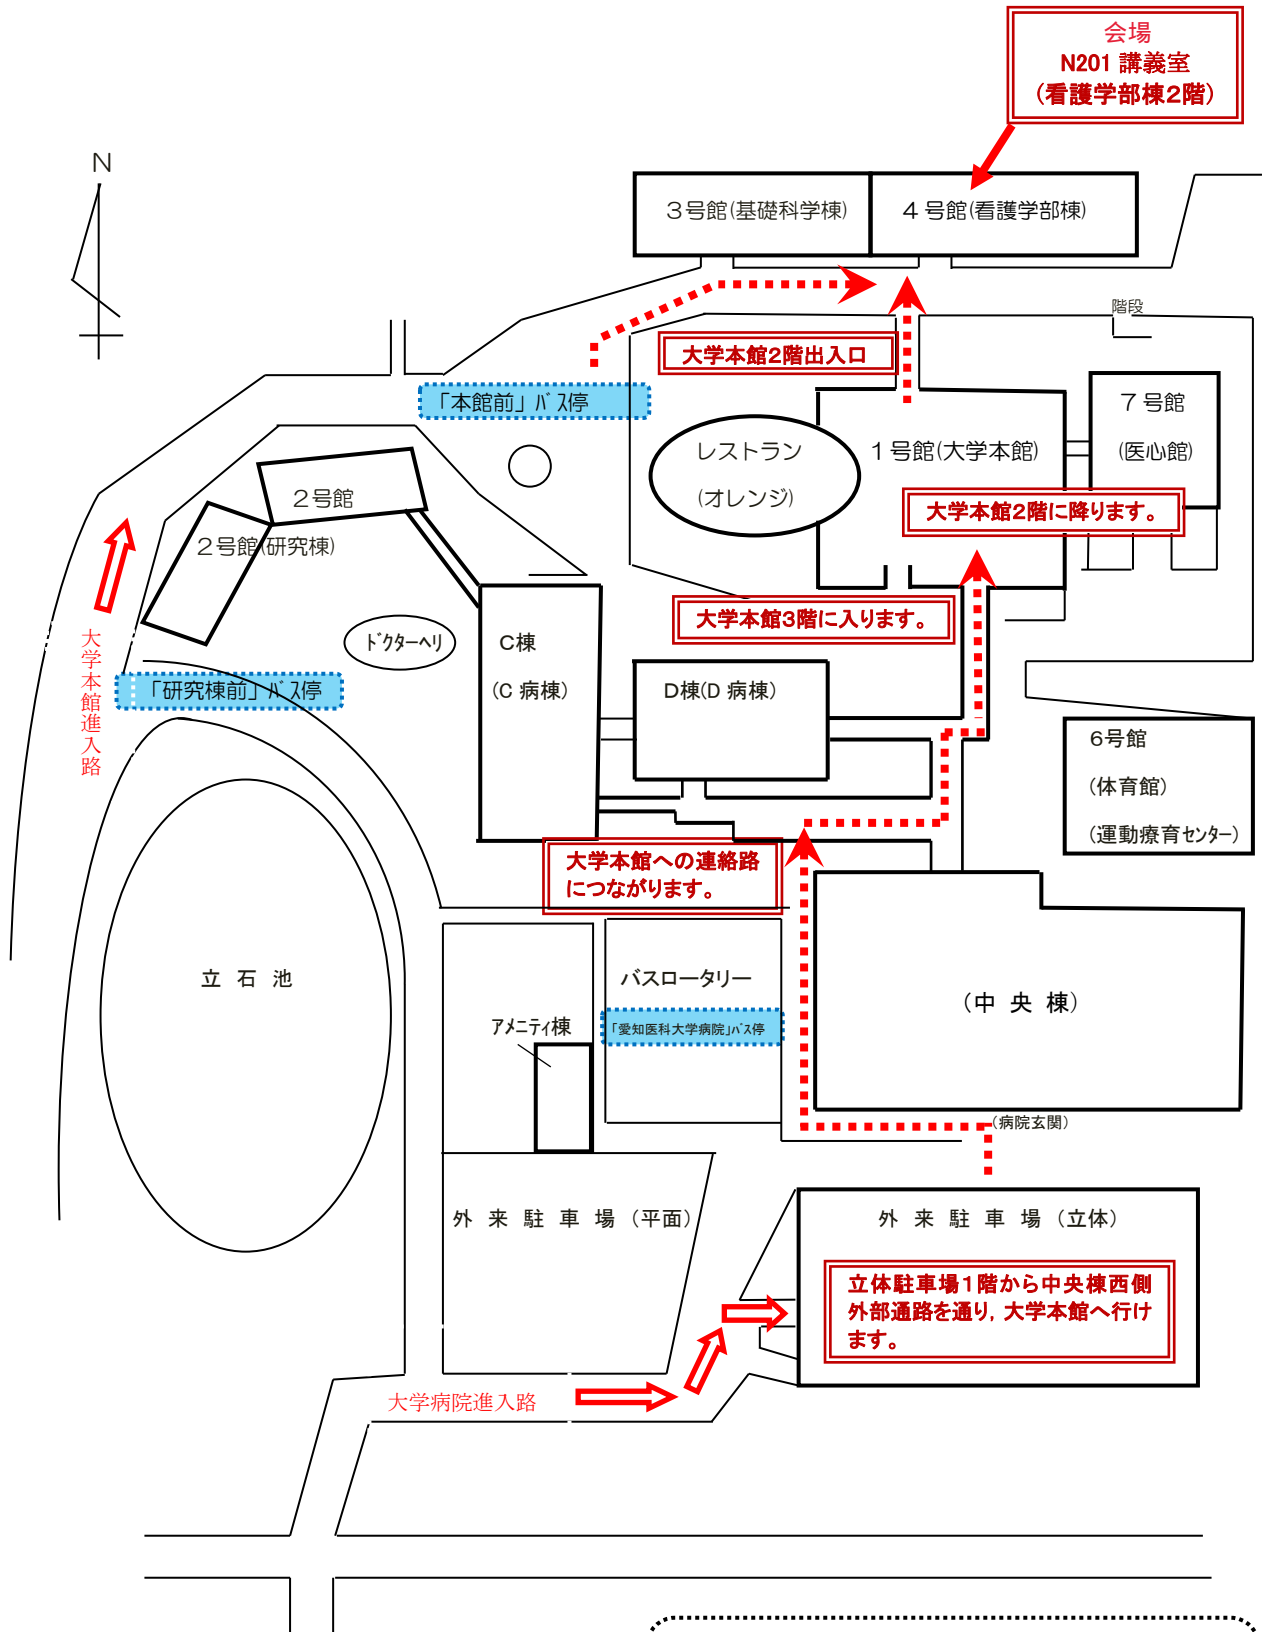 会場
N201 講義室
(看護学部棟2階)
N
3号館(基礎科学棟)
4 号館(看護学部棟)
階段
大学本館2階出入口
「本館前」バス停
7 号館
(医心館)
レストラン
(オレンジ)
1 号館(大学本館)
2号館
2号館(研究棟)
大学本館2階に降ります。
大学本館3階に入ります。
大学本館進入路
ドクターヘリ
C棟
(C 病棟)
D棟(D 病棟)
「研究棟前」バス停
6号館
(体育館)
(運動療育センター)
大学本館への連絡路
につながります。
立 石 池
バスロータリー
アメニティ棟
「愛知医科大学病院」バス停
(中 央 棟)
(病院玄関)
外 来 駐 車 場 (平面)
外 来 駐 車 場 (立体)
立体駐車場1階から中央棟西側
外部通路を通り, 大学本館へ行け
ます。
大学病院進入路